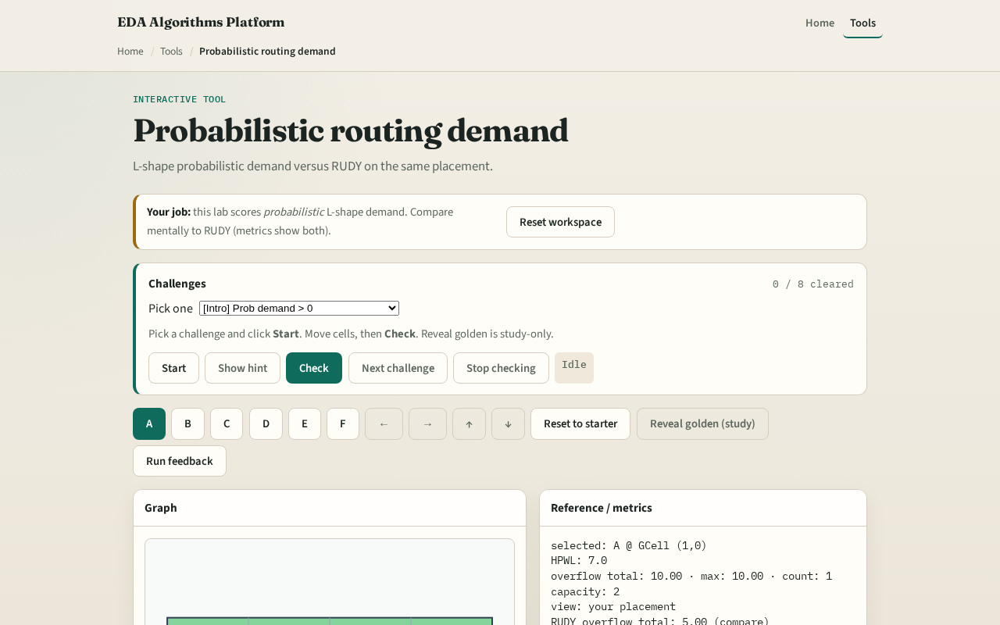 EDA Algorithms Platform
Home
Tools
Home / Tools / Probabilistic routing demand
INTERACTIVE TOOL
Probabilistic routing demand
L-shape probabilistic demand versus RUDY on the same placement.
Your job: this lab scores probabilistic L-shape demand. Compare
mentally to RUDY (metrics show both).
Reset workspace
Challenges
0 / 8 cleared
Pick one
[Intro] Prob demand > 0
Pick a challenge and click Start. Move cells, then Check. Reveal golden is study-only.
Start
Show hint
Check
Next challenge
Stop checking
Idle
A
B
C
D
E
F
←
→
↑
↓
Reset to starter
Reveal golden (study)
Run feedback
Graph
Reference / metrics
selected: A @ GCell (1,0)
HPWL: 7.0
overflow total: 10.00 · max: 10.00 · count: 1
capacity: 2
view: your placement
RUDY overflow total: 5.00 (compare)